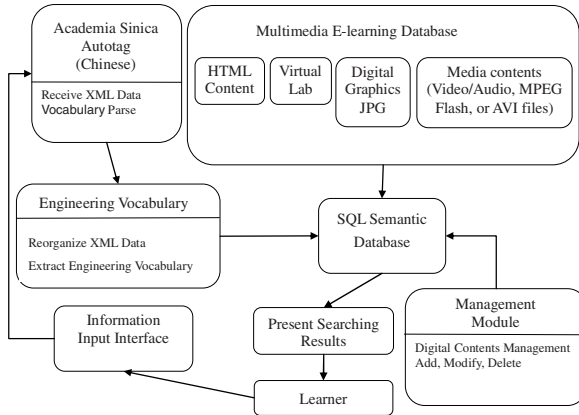 Academia Sinica
Autotag
(Chinese)
Receive XML Data
Vocabulary Parse
Multimedia E-learning Database
HTML
Content
Virtual
Lab
Digital
Graphics
JPG
Media contents
(Video/Audio, MPEG
Flash, or AVI files)
Engineering Vocabulary
Reorganize XML Data
Extract Engineering Vocabulary
SQL Semantic
Database
Information
Input Interface
Present Searching
Results
Management
Module
Digital Contents Management
Add, Modify, Delete
Learner